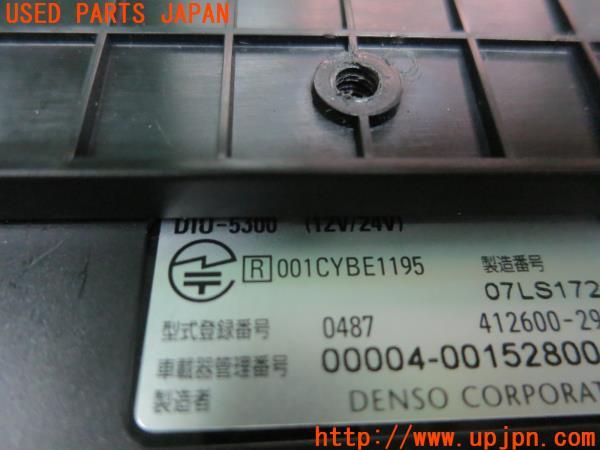 USED PARTS JAPAN
DIU-5300 (12V/24V)
R 001CYBE1195 製造番号
07LS172
型式登録番号 0487 412600-29
車載器管理番号 00004-00152800
製造者 DENSO CORPORAT
http://www.upjpn.com